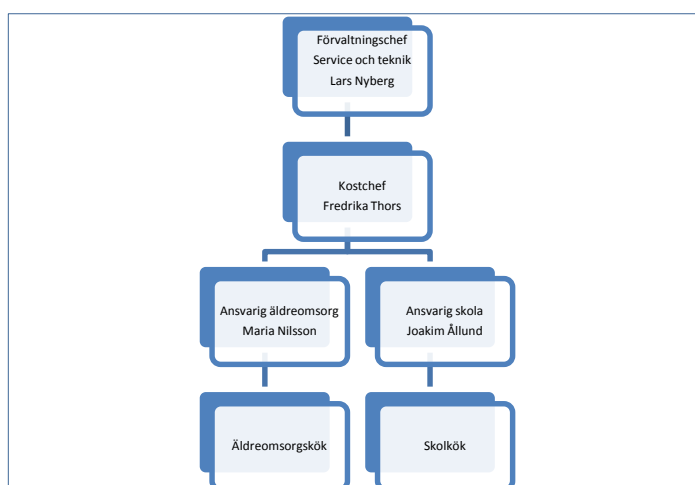 Förvaltningschef
Service och teknik
Lars Nyberg
Kostchef
Fredrika Thors
Ansvarig äldreomsorg
Maria Nilsson
Ansvarig skola
Joakim Ållund
Äldreomsorgskök
Skolkök